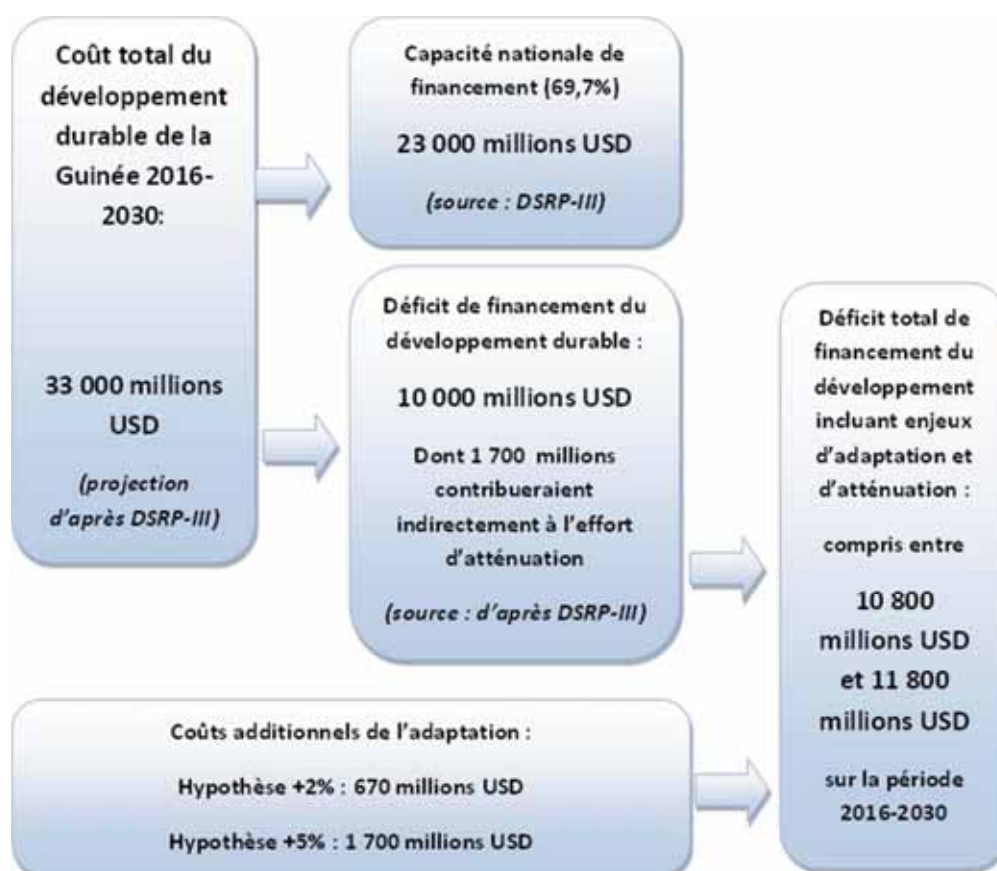 Coût total du
développement
durable de la
Guinée 2016-
2030:
33 000 millions
USD
(projection
d'après DSRP-III)
Capacité nationale de
financement (69,7%)
23 000 millions USD
(source : DSRP-III)
Déficit de financement du
développement durable :
10 000 millions USD
Dont 1 700 millions
contribueraient
indirectement à l'effort
d'atténuation
(source : d'après DSRP-III)
Coûts additionnels de l'adaptation :
Hypothèse +2% : 670 millions USD
Hypothèse +5% : 1 700 millions USD
Déficit total de
financement du
développement
incluant enjeux
d'adaptation et
d'atténuation :
compris entre
10 800
millions USD
et 11 800
millions USD
sur la période
2016-2030